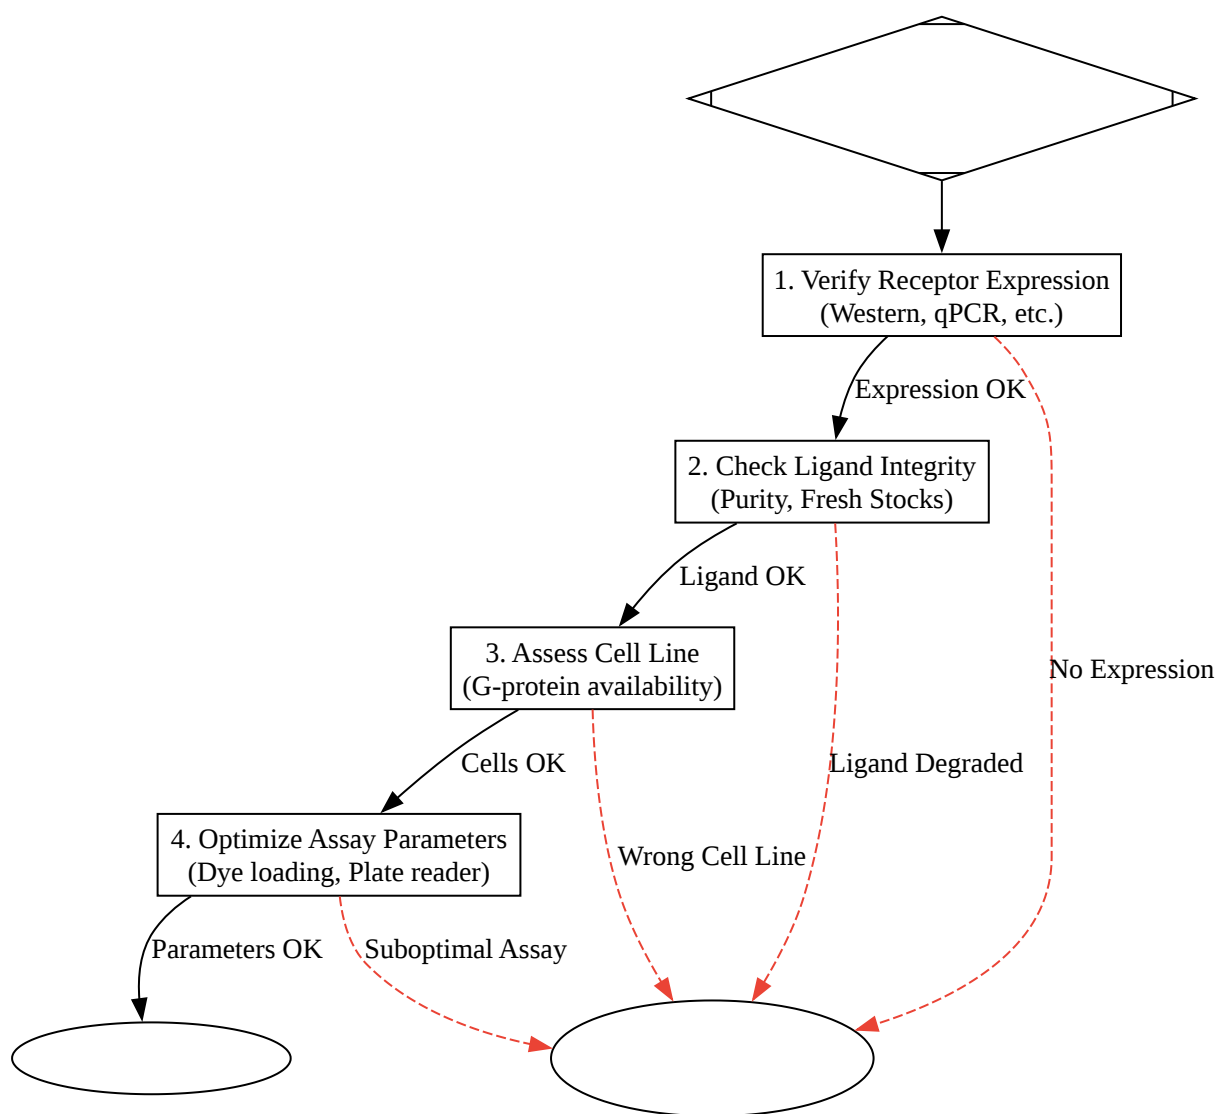 1. Verify Receptor Expression
(Western, qPCR, etc.)
Expression OK
2. Check Ligand Integrity
(Purity, Fresh Stocks)
Ligand OK
3. Assess Cell Line
(G-protein availability)
No Expression
Cells OK
Ligand Degraded
4. Optimize Assay Parameters
(Dye loading, Plate reader)
Wrong Cell Line
Parameters OK
Suboptimal Assay